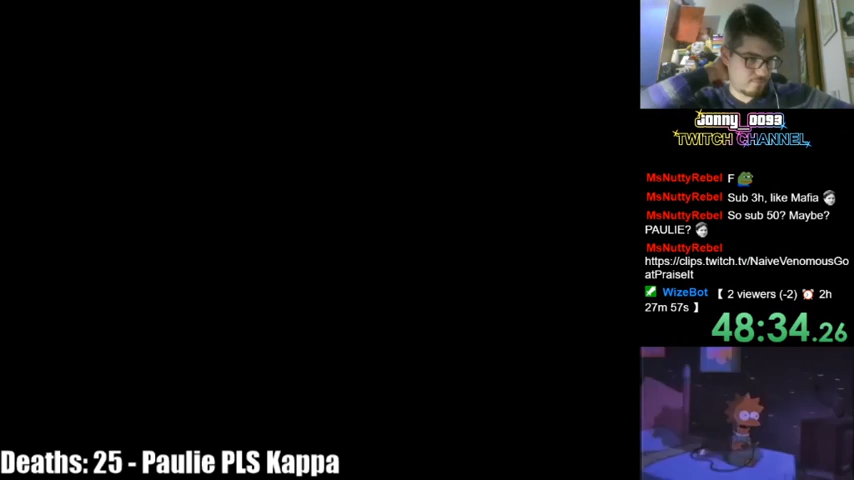 Jonny_0093
TWITCH CHANNEL
MsNuttyRebel F
MsNuttyRebel Sub 3h, like Mafia
MsNuttyRebel So sub 50? Maybe?
PAULIE?
MsNuttyRebel
https://clips.twitch.tv/NaiveVenomousGo
atPraiseIt
WizeBot 【 2 viewers (-2) ⏰ 2h
27m 57s 】
48:34.26
Deaths: 25 - Paulie PLS Kappa